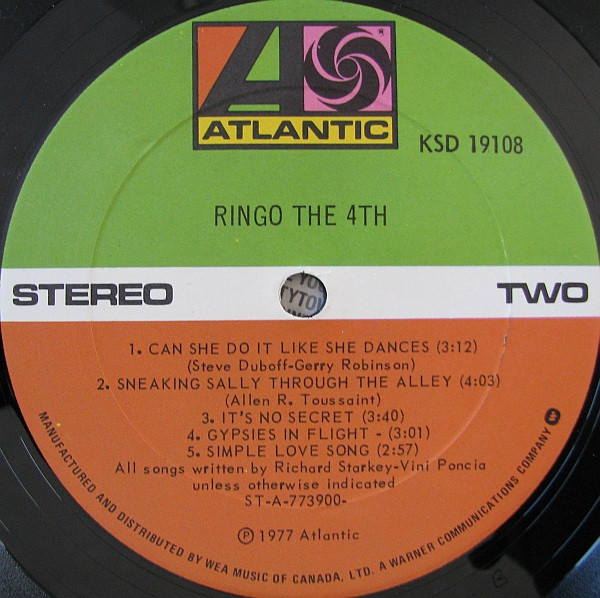 ATLANTIC
KSD 19108
RINGO THE 4TH
STEREO
TWO
1. CAN SHE DO IT LIKE SHE DANCES (3:12)
(Steve Duboff-Gerry Robinson)
2. SNEAKING SALLY THROUGH THE ALLEY (4:03)
(Allen R. Toussaint)
3. IT'S NO SECRET (3:40)
4. GYPSIES IN FLIGHT - (3:01)
5. SIMPLE LOVE SONG (2:57)
All songs written by Richard Starkey-Vini Poncia
unless otherwise indicated
ST-A-773900-
Ⓟ 1977 Atlantic
MANUFACTURED AND DISTRIBUTED BY WEA MUSIC OF CANADA, LTD. A WARNER COMMUNICATIONS COMPANY